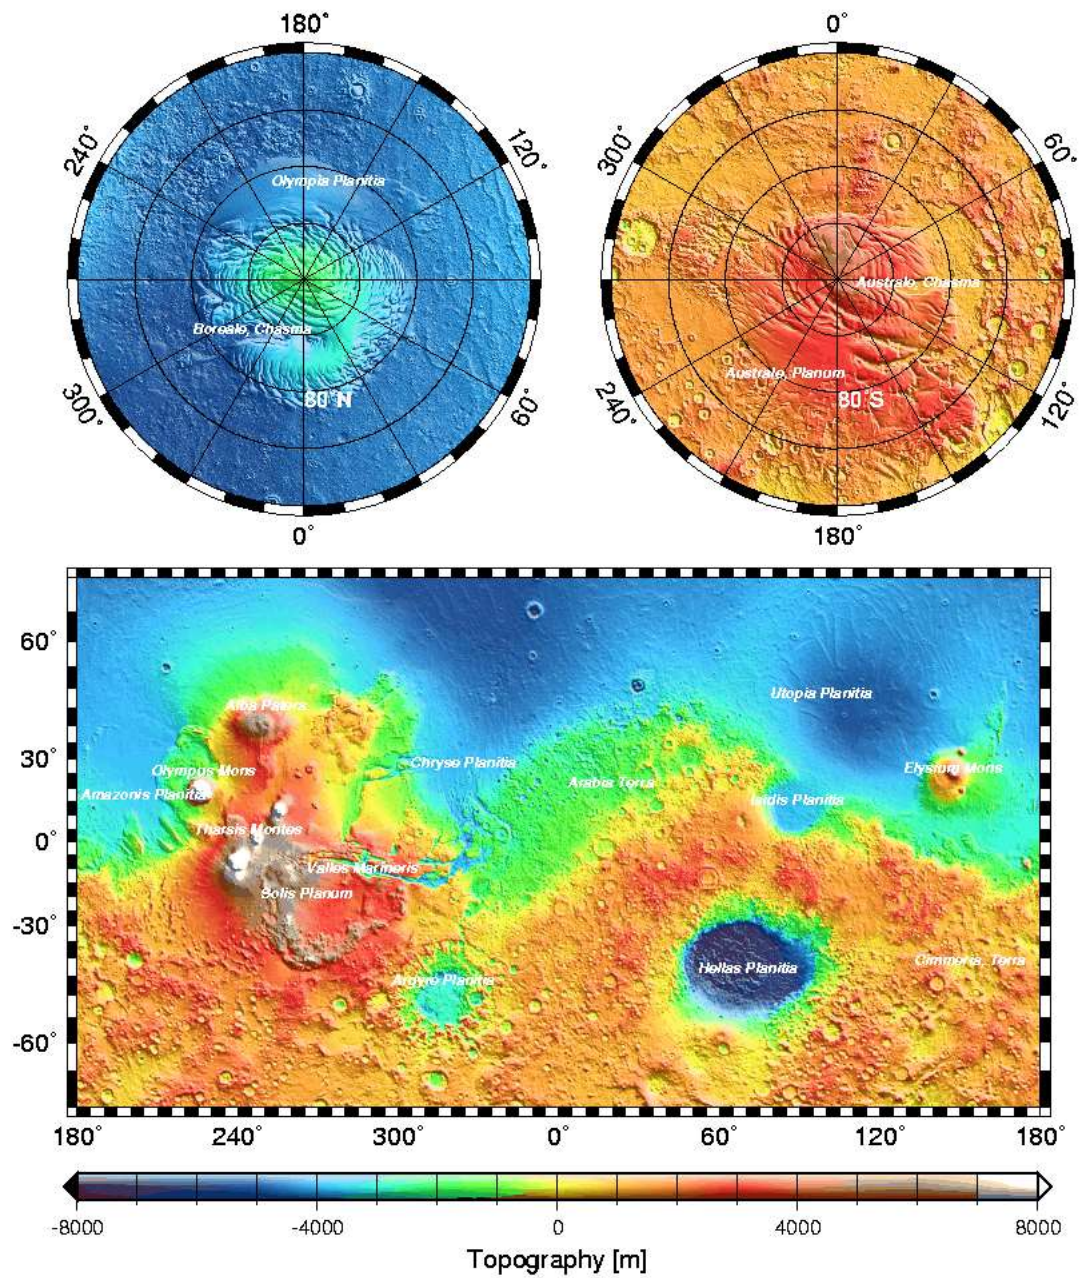 180°
0°
240°
120°
300°
60°
Olympia Planitia
Boreale, Chasma
Australe, Chasma
Australe, Planum
80°N
80°S
300°
60°
240°
120°
0°
180°
60°
Utopia Planitia
Alba Patera
30°
Chryse Planitia
Olympus Mons
Elysium Mons
Arabia Terra
Amazonis Planitia
Isidis Planitia
Tharsis Montes
0°
Valles Marineris
Solis Planum
-30°
Cimmeria, Terra
Hellas Planitia
Argyre Planitia
-60°
180° 240° 300° 0° 60° 120° 180°
-8000 -4000 0 4000 8000
Topography [m]